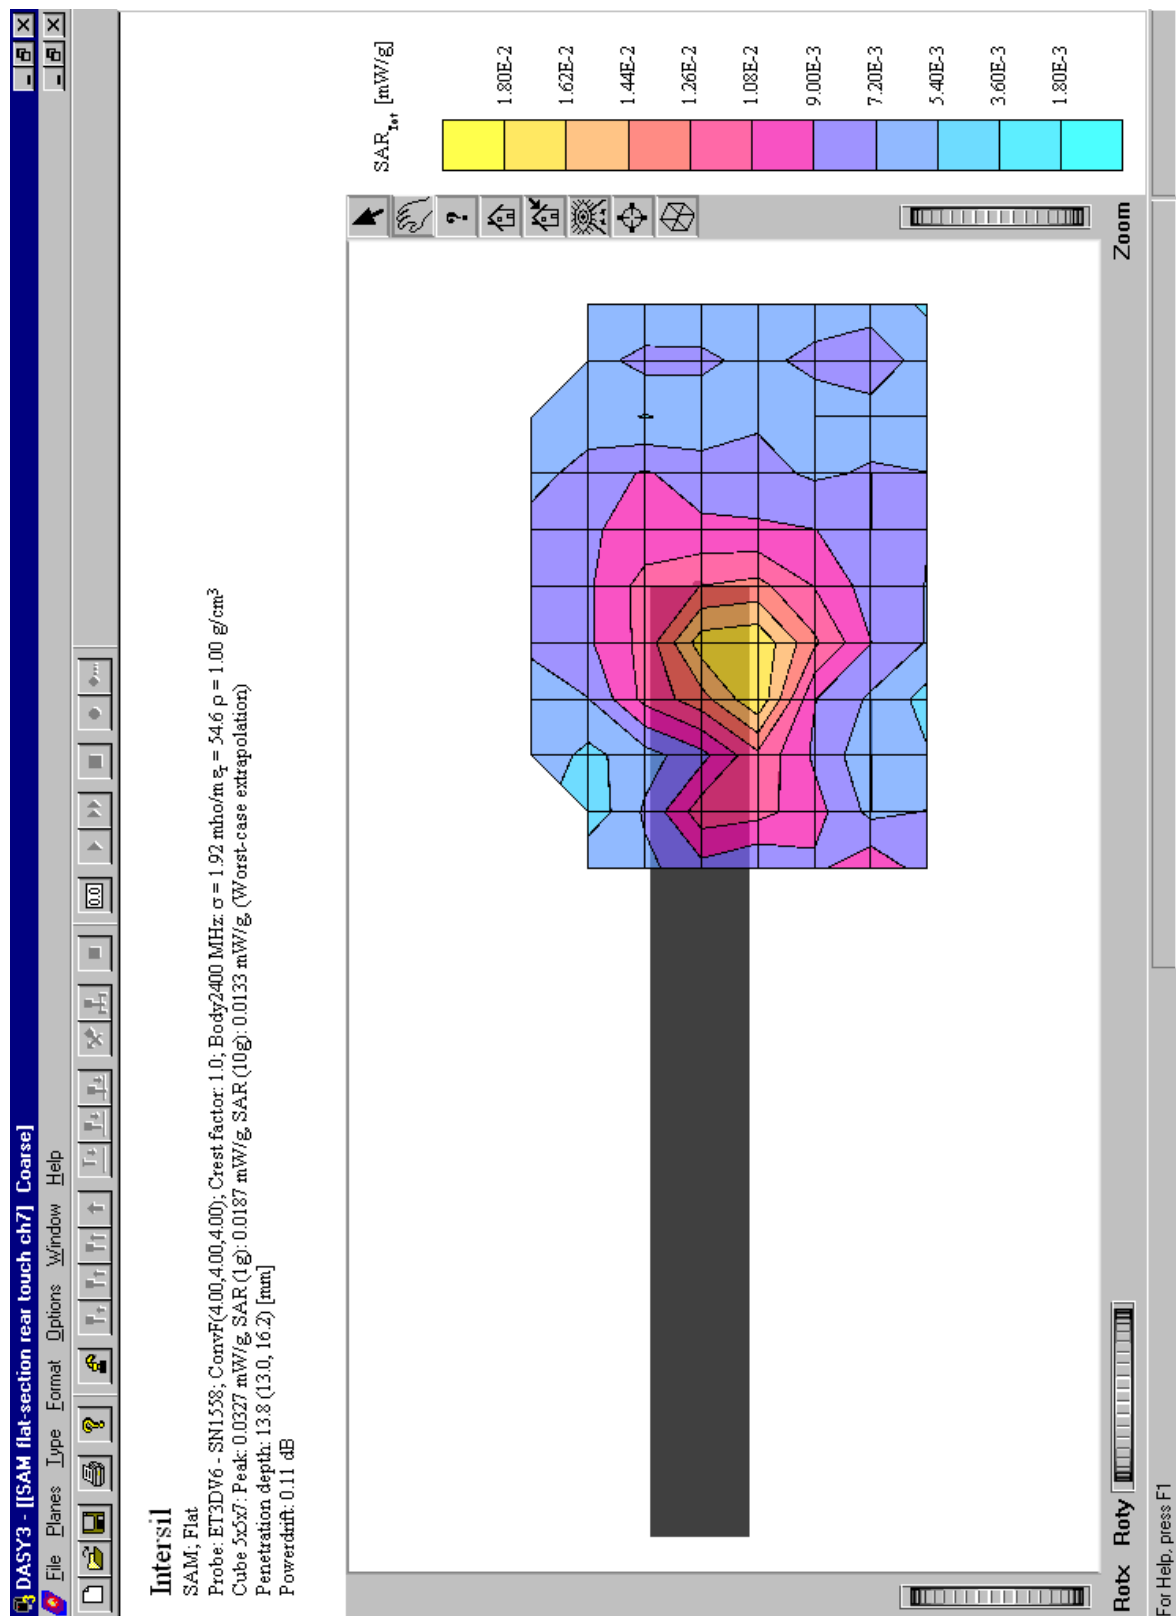 DASY3 - [[SAM flat-section rear touch ch7] Coarse]
File Planes Type Format Options Window Help
0.0
Intersil
SAM; Flat
Probe: ET3DV6 - SN1558; ConvF(4.00,4.00,4.00); Crest factor: 1.0; Body2400 MHz: σ = 1.92 mho/m εr = 54.6 ρ = 1.00 g/cm³
Cube 5x5x7: Peak: 0.0327 mW/g, SAR (1g): 0.0187 mW/g, SAR (10g): 0.0133 mW/g, (Worst-case extrapolation)
Penetration depth: 13.8 (13.0, 16.2) [mm]
Powerdrift: 0.11 dB
SARTot [mW/g]
1.80E-2
1.62E-2
1.44E-2
1.26E-2
1.08E-2
9.00E-3
7.20E-3
5.40E-3
3.60E-3
1.80E-3
Rotx Roty Zoom
For Help, press F1